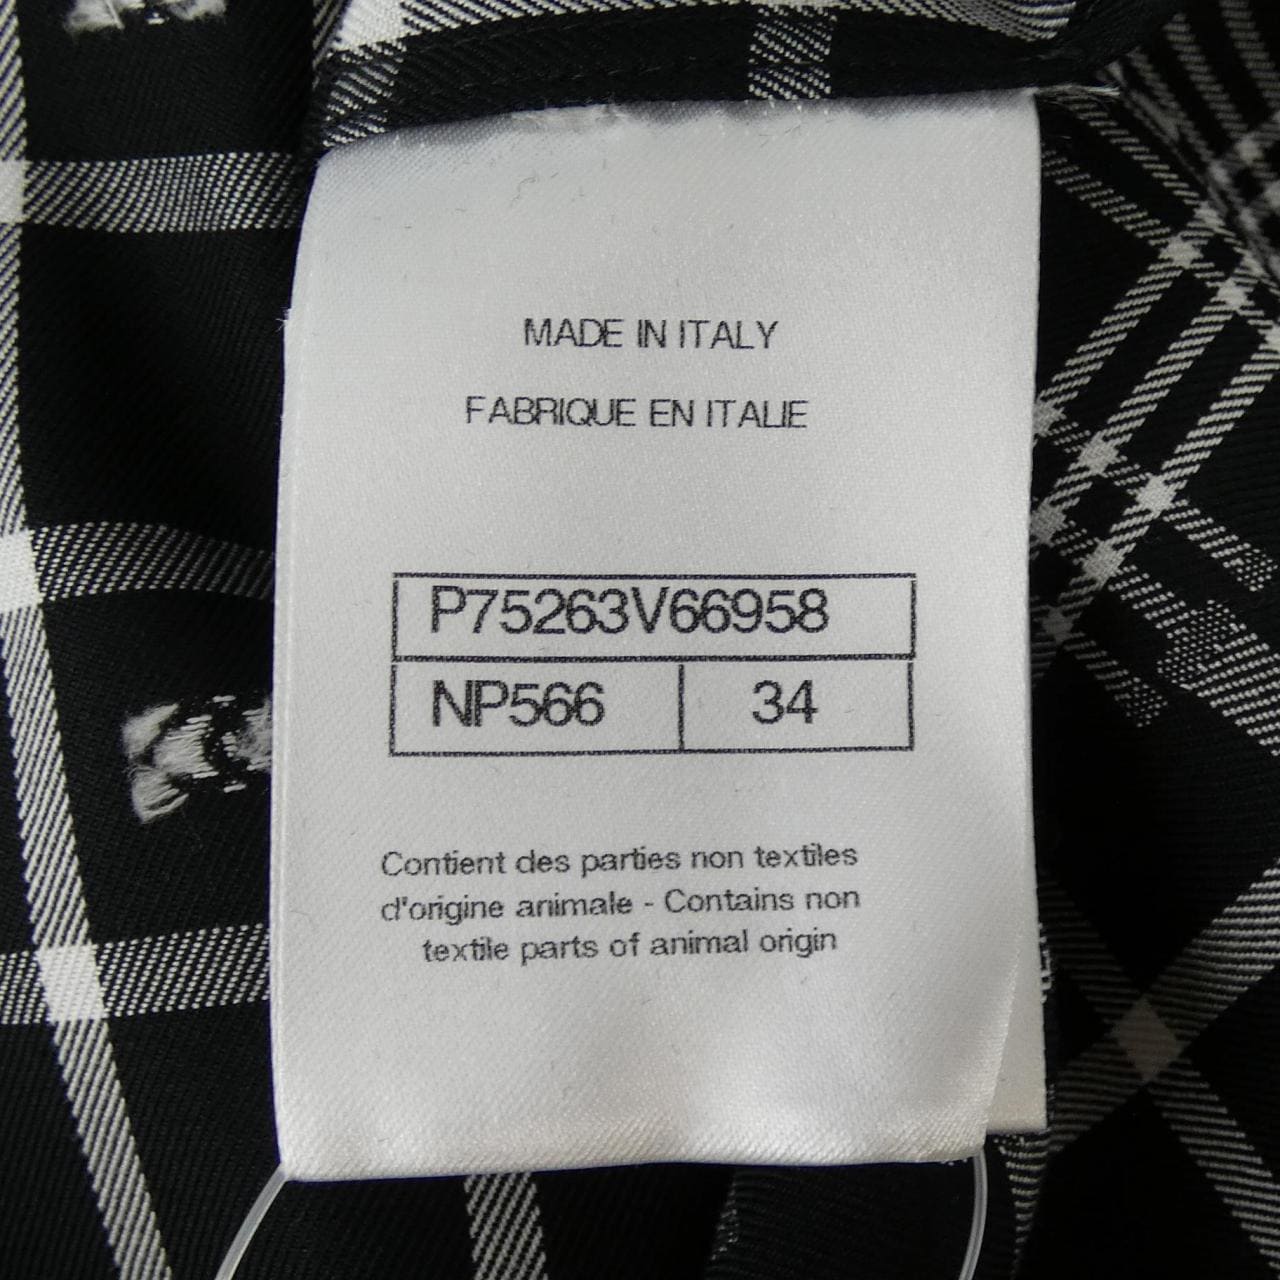 MADE IN ITALY
FABRIQUE EN ITALIE
P75263V66958
NP566 34
Contient des parties non textiles
d'origine animale - Contains non
textile parts of animal origin